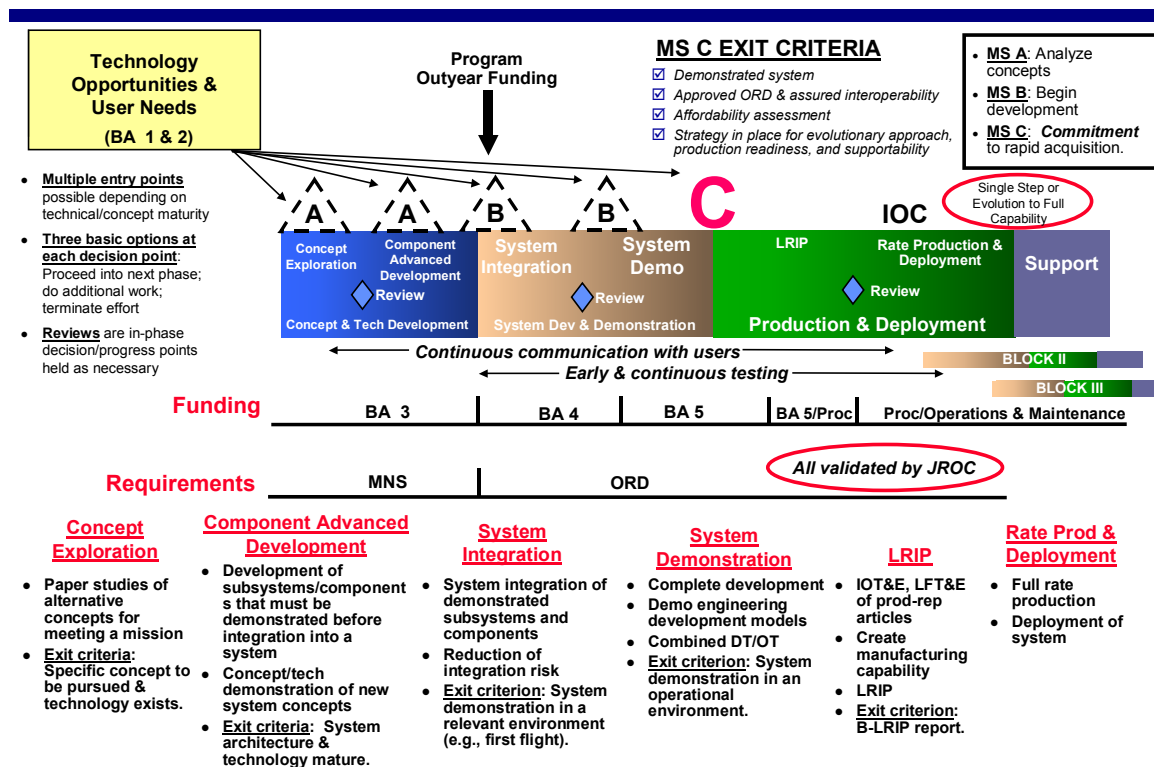 Technology
Opportunities &
User Needs
(BA 1 & 2)
Program
Outyear Funding
MS C EXIT CRITERIA
Demonstrated system
Approved ORD & assured interoperability
Affordability assessment
Strategy in place for evolutionary approach,
production readiness, and supportability
• MS A: Analyze
concepts
• MS B: Begin
development
• MS C: Commitment
to rapid acquisition.
• Multiple entry points
possible depending on
technical/concept maturity
• Three basic options at
each decision point:
Proceed into next phase;
do additional work;
terminate effort
• Reviews are in-phase
decision/progress points
held as necessary
A
A
B
B
C
IOC
Single Step or
Evolution to Full
Capability
Concept
Exploration
Component
Advanced
Development
Review
Concept & Tech Development
System
Integration
System
Demo
Review
System Dev & Demonstration
LRIP
Rate Production &
Deployment
Review
Production & Deployment
Support
Continuous communication with users
Early & continuous testing
BLOCK II
BLOCK III
Funding
BA 3
BA 4
BA 5
BA 5/Proc
Proc/Operations & Maintenance
All validated by JROC
Requirements
MNS
ORD
Concept
Exploration
• Paper studies of
alternative
concepts for
meeting a mission
• Exit criteria:
Specific concept to
be pursued &
technology exists.
Component Advanced
Development
• Development of
subsystems/component
s that must be
demonstrated before
integration into a
system
• Concept/tech
demonstration of new
system concepts
• Exit criteria: System
architecture &
technology mature.
System
Integration
• System integration of
demonstrated
subsystems and
components
• Reduction of
integration risk
• Exit criterion: System
demonstration in a
relevant environment
(e.g., first flight).
System
Demonstration
• Complete development
• Demo engineering
development models
• Combined DT/OT
• Exit criterion: System
demonstration in an
operational
environment.
LRIP
• IOT&E, LFT&E
of prod-rep
articles
• Create
manufacturing
capability
• LRIP
• Exit criterion:
B-LRIP report.
Rate Prod &
Deployment
• Full rate
production
• Deployment of
system